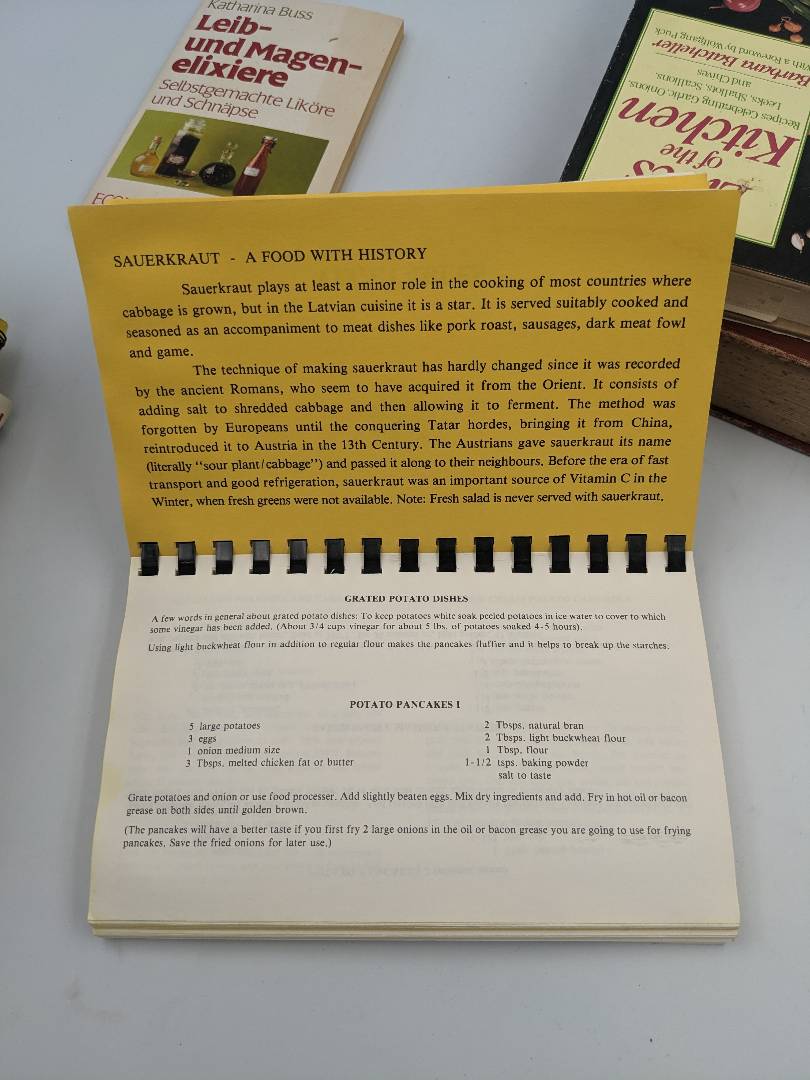 Katharina Buss
Leib-
und Magen-
elixiere
Selbstgemachte Liköre
und Schnäpse
with a Foreword by Wolfgang Puck
Barbara Batcheller
and Chives
Leeks, Shallots, Scallions,
Recipes Celebrating Garlic, Onions,
Kitchen
of the
SAUERKRAUT - A FOOD WITH HISTORY
Sauerkraut plays at least a minor role in the cooking of most countries where
cabbage is grown, but in the Latvian cuisine it is a star. It is served suitably cooked and
seasoned as an accompaniment to meat dishes like pork roast, sausages, dark meat fowl
and game.
The technique of making sauerkraut has hardly changed since it was recorded
by the ancient Romans, who seem to have acquired it from the Orient. It consists of
adding salt to shredded cabbage and then allowing it to ferment. The method was
forgotten by Europeans until the conquering Tatar hordes, bringing it from China,
reintroduced it to Austria in the 13th Century. The Austrians gave sauerkraut its name
(literally "sour plant/cabbage") and passed it along to their neighbours. Before the era of fast
transport and good refrigeration, sauerkraut was an important source of Vitamin C in the
Winter, when fresh greens were not available. Note: Fresh salad is never served with sauerkraut.
GRATED POTATO DISHES
A few words in general about grated potato dishes: To keep potatoes white soak peeled potatoes in ice water to cover to which
some vinegar has been added. (About 3/4 cups vinegar for about 5 lbs. of potatoes souked 4-5 hours).
Using light buckwheat flour in addition to regular flour makes the pancakes fluffier and it helps to break up the starches.
POTATO PANCAKES I
5 large potatoes
3 eggs
1 onion medium size
3 Tbsps. melted chicken fat or butter
2 Tbsps. natural bran
2 Tbsps. light buckwheat flour
1 Tbsp. flour
1-1/2 tsps. baking powder
salt to taste
Grate potatoes and onion or use food processer. Add slightly beaten eggs. Mix dry ingredients and add. Fry in hot oil or bacon
grease on both sides until golden brown.
(The pancakes will have a better taste if you first fry 2 large onions in the oil or bacon grease you are going to use for frying
pancakes. Save the fried onions for later use.)